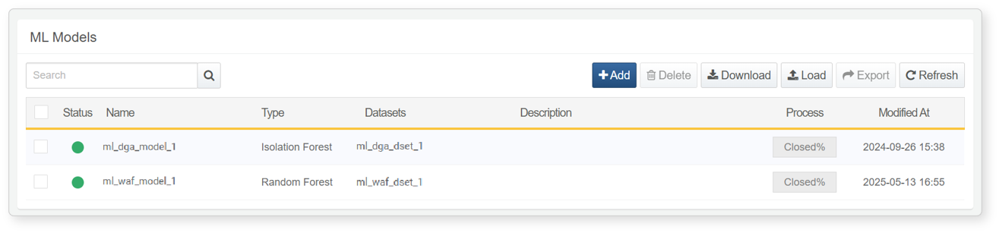 ML Models
Search Add Delete Download Load Export Refresh
Status Name Type Datasets Description Process Modified At
ml_dga_model_1 Isolation Forest ml_dga_dset_1 Closed% 2024-09-26 15:38
ml_waf_model_1 Random Forest ml_waf_dset_1 Closed% 2025-05-13 16:55